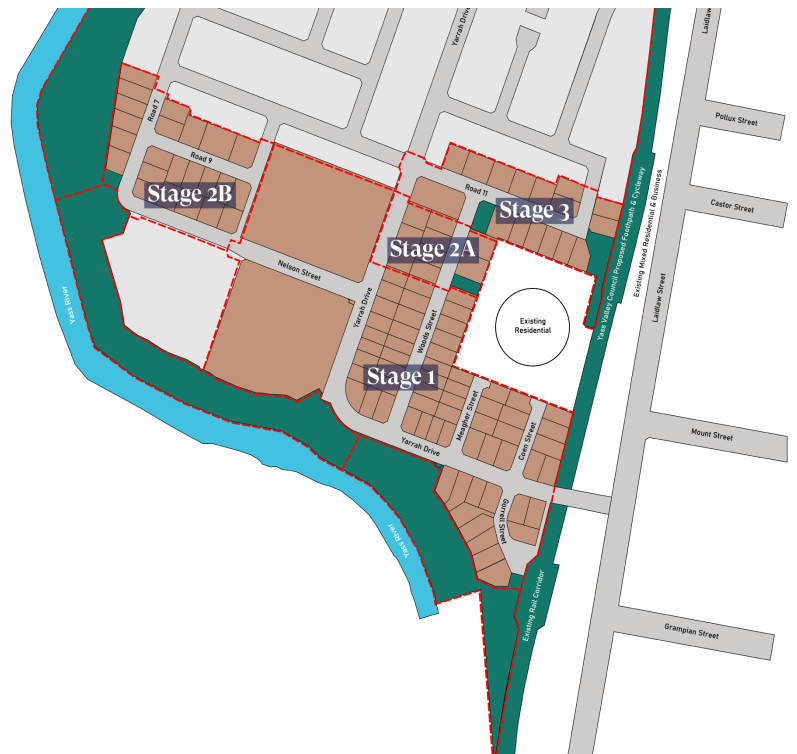 Yarrah Drive
Laidlaw
Pollux Street
Road 7
Road 9
Stage 2B
Road 11
Stage 3
Castor Street
Stage 2A
Yass Valley Council Proposed Footpath & Cycleway
Existing Mixed Residential & Business
Laidlaw Street
Nelson Street
Yarrah Drive
Woods Street
Existing
Residential
Yass River
Stage 1
Meagher Street
Coen Street
Mount Street
Yarrah Drive
Gorrell Street
Yass River
Existing Rail Corridor
Grampian Street